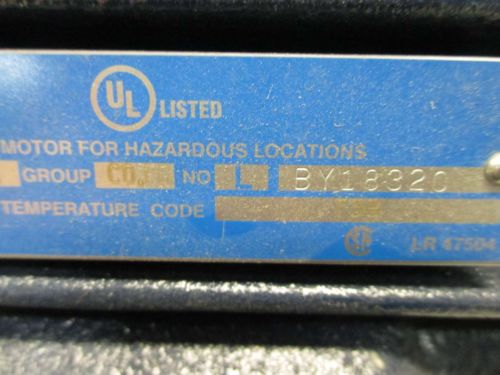 UL LISTED
MOTOR FOR HAZARDOUS LOCATIONS
GROUP NO L BY18320
TEMPERATURE CODE
LR 47504